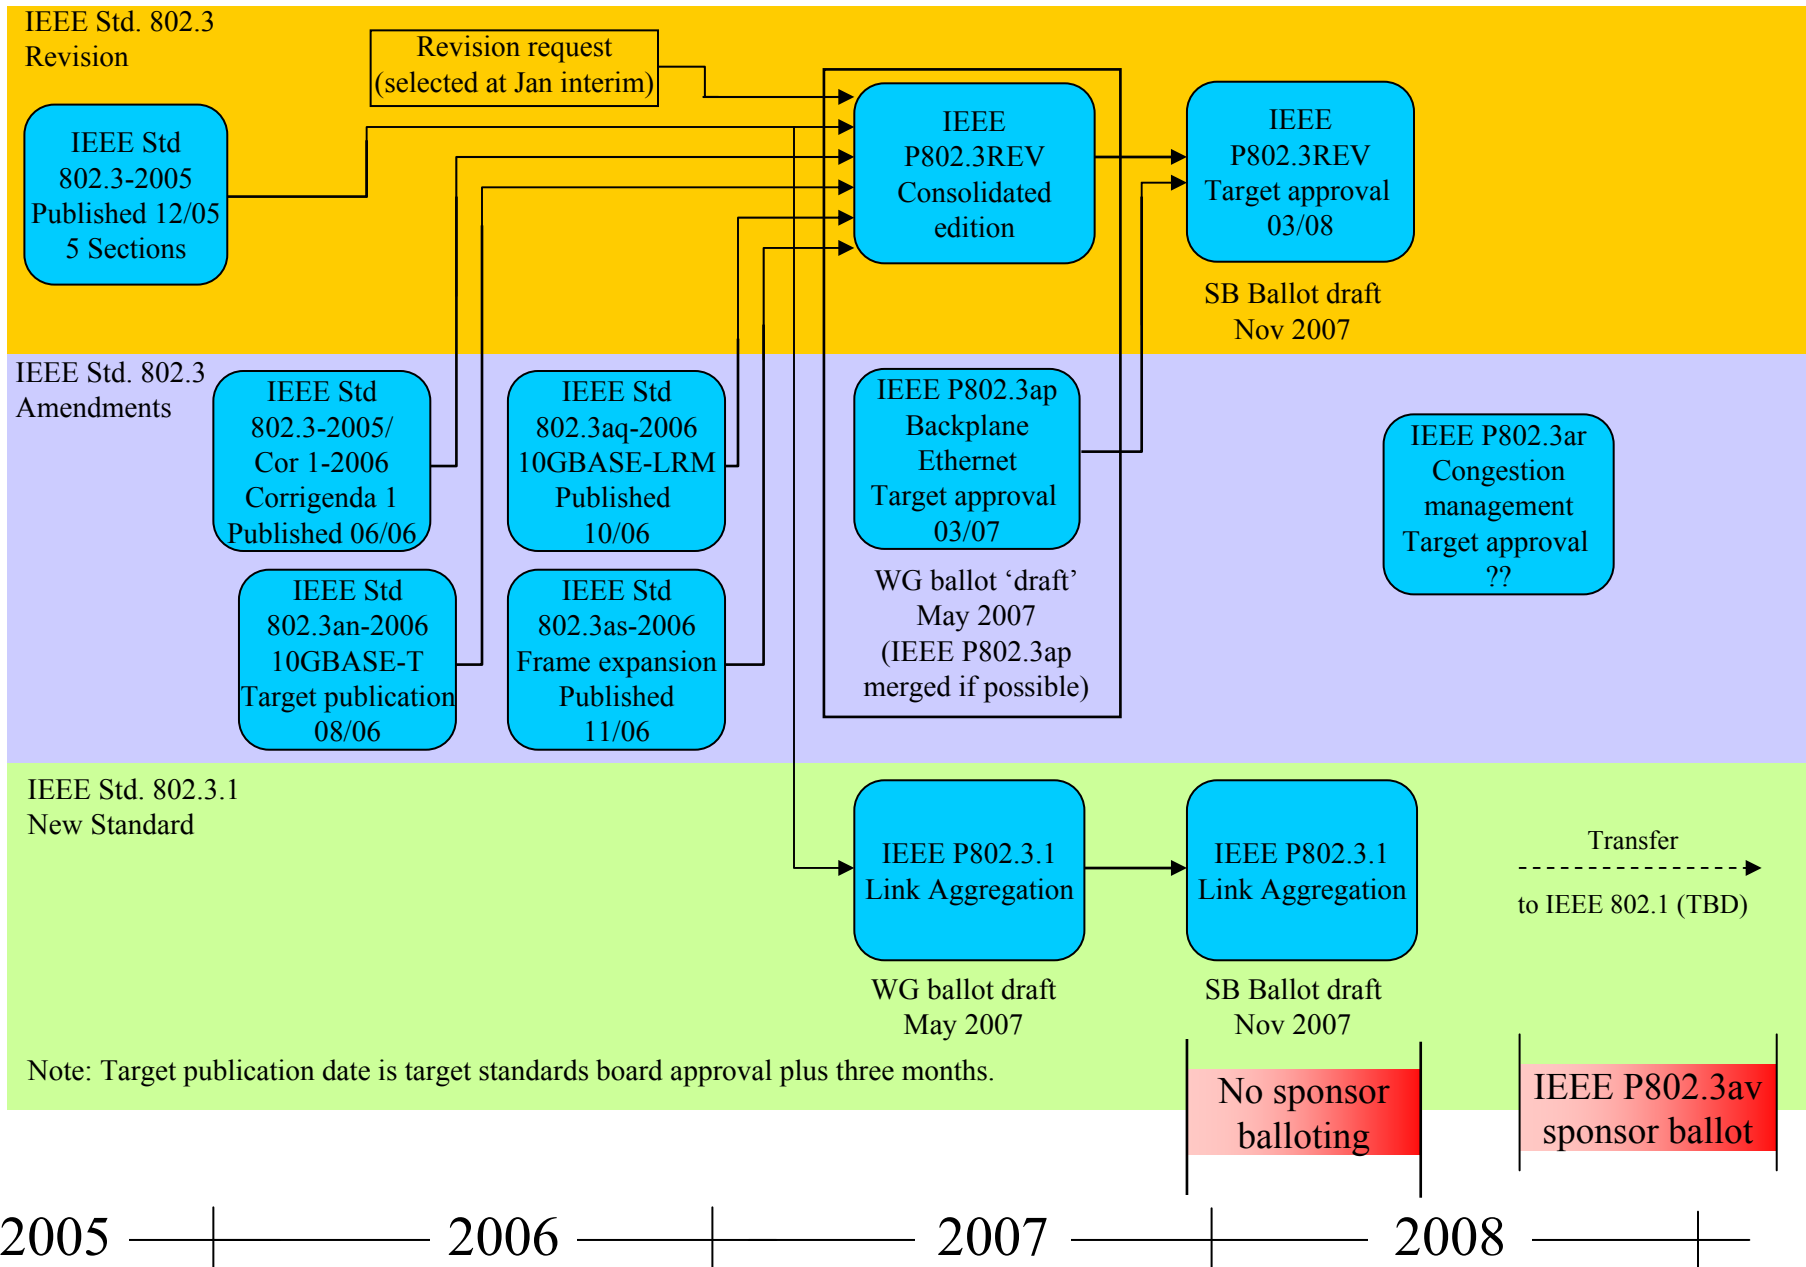 IEEE Std. 802.3
Revision
Revision request
(selected at Jan interim)
IEEE Std
802.3-2005
Published 12/05
5 Sections
IEEE
P802.3REV
Consolidated
edition
IEEE
P802.3REV
Target approval
03/08
SB Ballot draft
Nov 2007
IEEE Std. 802.3
Amendments
IEEE Std
802.3-2005/
Cor 1-2006
Corrigenda 1
Published 06/06
IEEE Std
802.3aq-2006
10GBASE-LRM
Published
10/06
IEEE P802.3ap
Backplane
Ethernet
Target approval
03/07
IEEE P802.3ar
Congestion
management
Target approval
??
IEEE Std
802.3an-2006
10GBASE-T
Target publication
08/06
IEEE Std
802.3as-2006
Frame expansion
Published
11/06
WG ballot ‘draft’
May 2007
(IEEE P802.3ap
merged if possible)
IEEE Std. 802.3.1
New Standard
IEEE P802.3.1
Link Aggregation
IEEE P802.3.1
Link Aggregation
Transfer
to IEEE 802.1 (TBD)
WG ballot draft
May 2007
SB Ballot draft
Nov 2007
Note: Target publication date is target standards board approval plus three months.
No sponsor
balloting
IEEE P802.3av
sponsor ballot
2005
2006
2007
2008